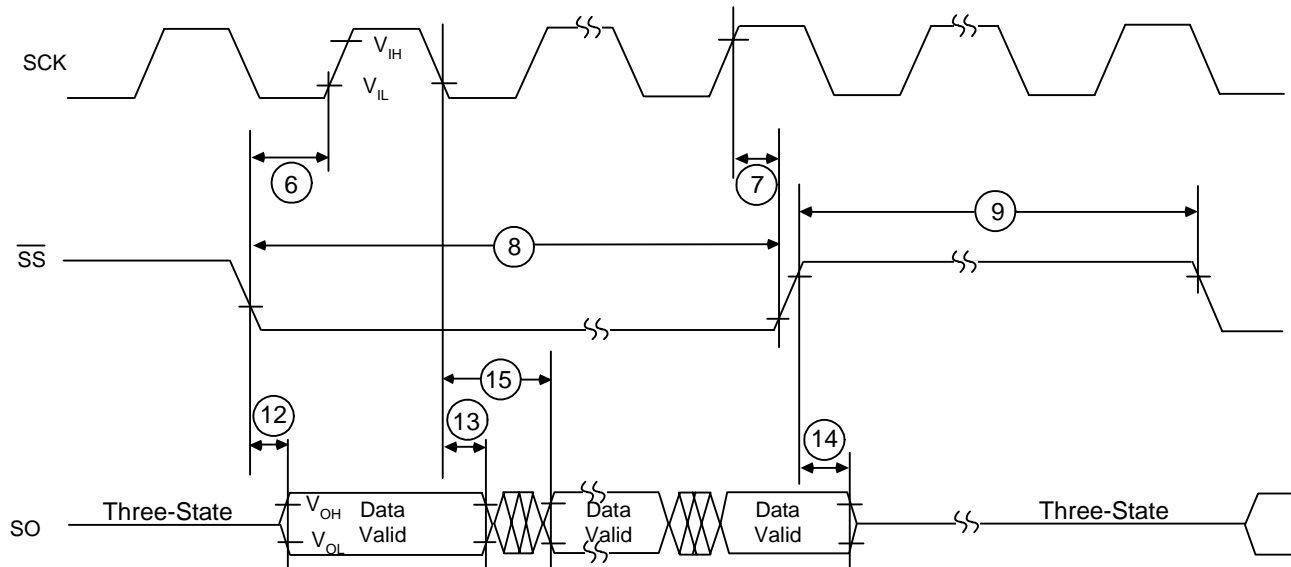 SCK
V_IH
V_IL
6
7
8
9
SS
15
12
13
14
SO
Three-State
V_OH
V_OL
Data
Valid
Data
Valid
Data
Valid
Three-State